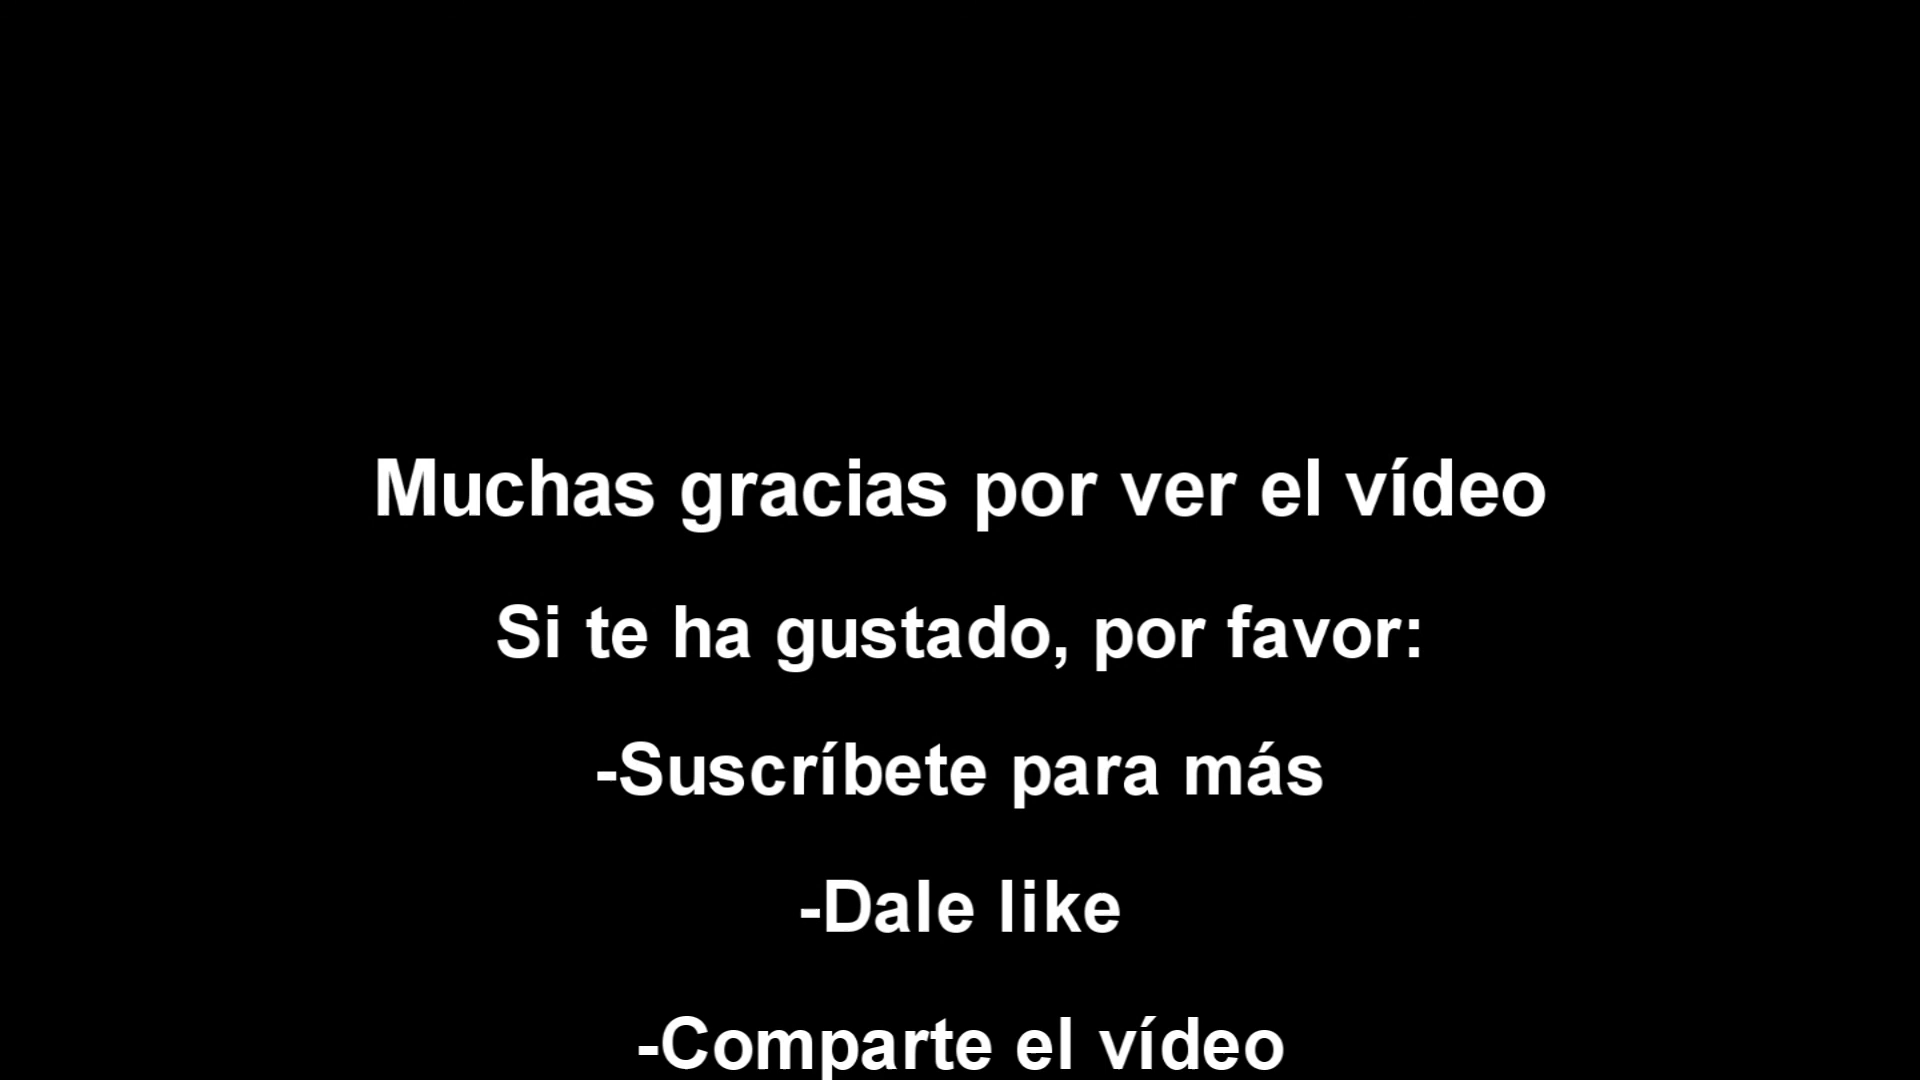 Muchas gracias por ver el vídeo
Si te ha gustado, por favor:
-Suscríbete para más
-Dale like
-Comparte el vídeo